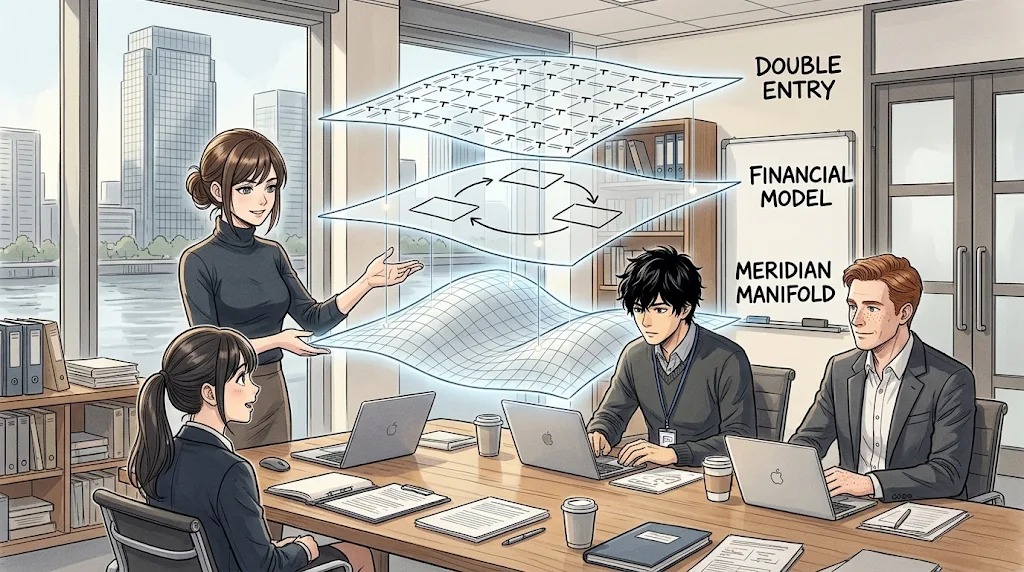 DOUBLE
ENTRY
FINANCIAL
MODEL
MERIDIAN
MANIFOLD